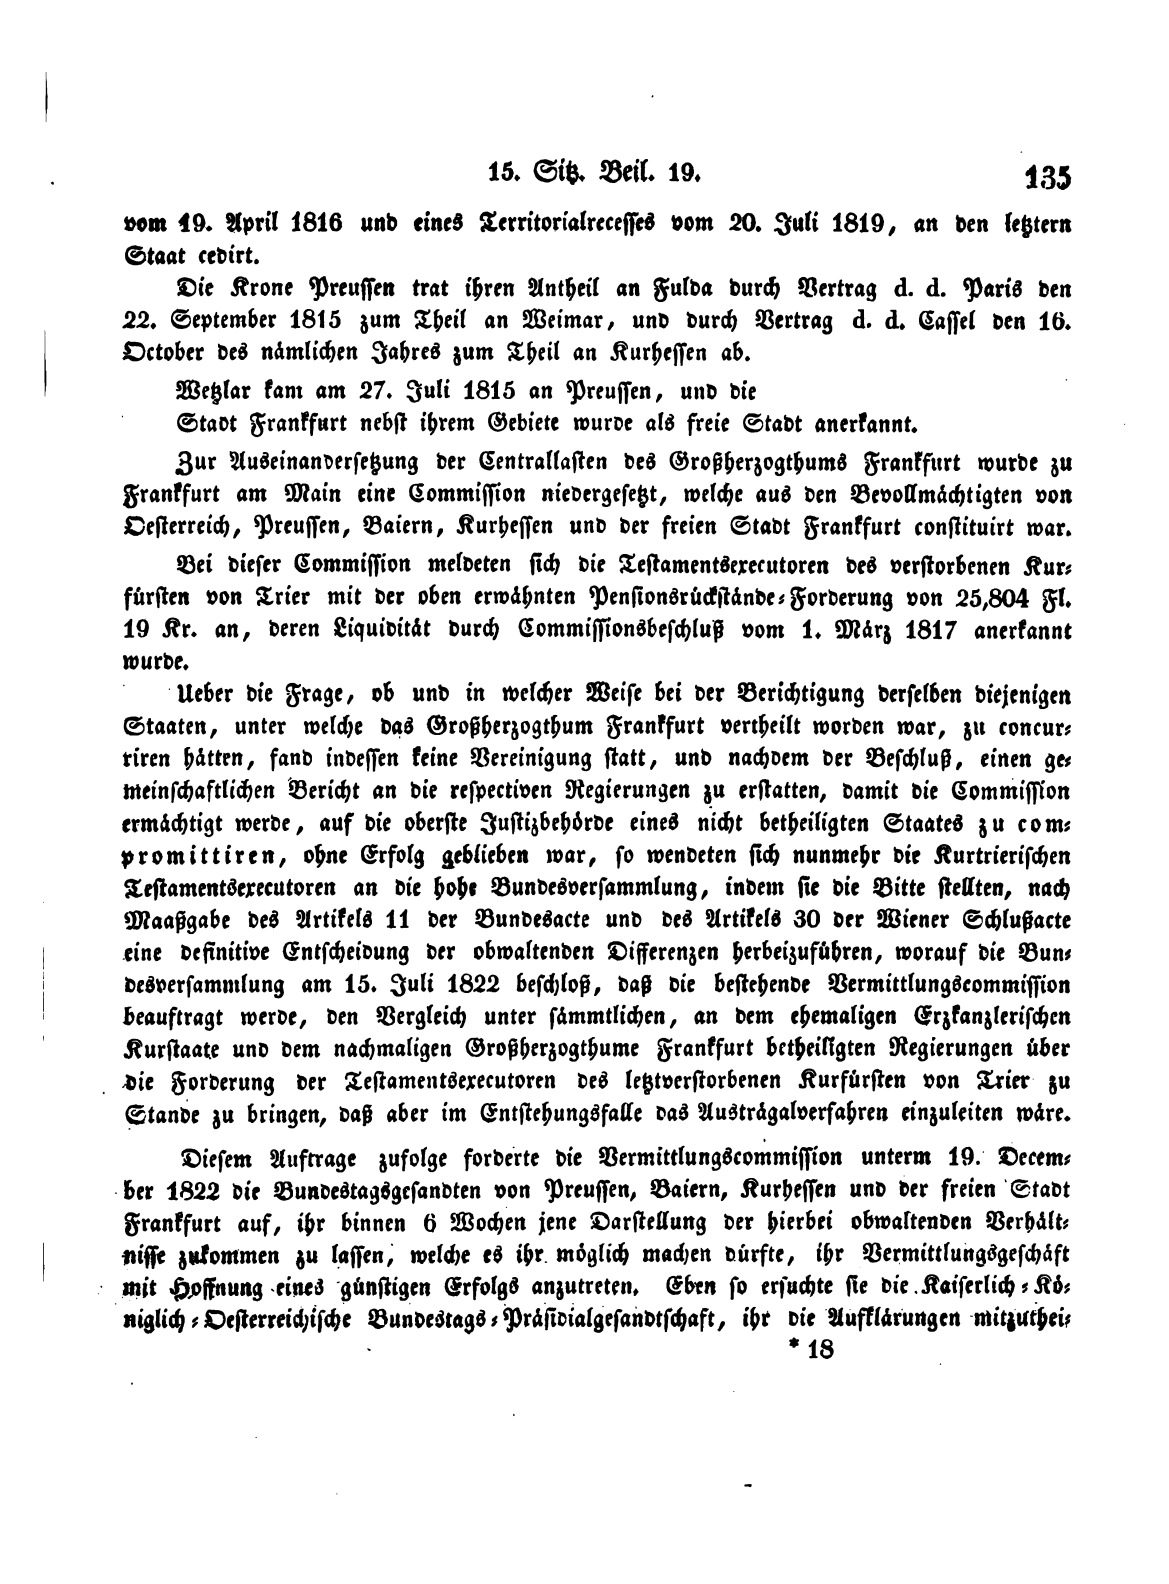 15. Sitz. Beil. 19. 135
vom 19. April 1816 und eines Territorialrecesses vom 20. Juli 1819, an den letztern
Staat cedirt.
Die Krone Preussen trat ihren Antheil an Fulda durch Vertrag d. d. Paris den
22. September 1815 zum Theil an Weimar, und durch Vertrag d. d. Cassel den 16.
October des nämlichen Jahres zum Theil an Kurhessen ab.
Wetzlar kam am 27. Juli 1815 an Preussen, und die
Stadt Frankfurt nebst ihrem Gebiete wurde als freie Stadt anerkannt.
Zur Auseinandersetzung der Centrallasten des Großherzogthums Frankfurt wurde zu
Frankfurt am Main eine Commission niedergesetzt, welche aus den Bevollmächtigten von
Oesterreich, Preussen, Baiern, Kurhessen und der freien Stadt Frankfurt constituirt war.
Bei dieser Commission meldeten sich die Testamentsexecutoren des verstorbenen Kur-
fürsten von Trier mit der oben erwähnten Pensionsrückstände-Forderung von 25,804 Fl.
19 Kr. an, deren Liquidität durch Commissionsbeschluß vom 1. März 1817 anerkannt
wurde.
Ueber die Frage, ob und in welcher Weise bei der Berichtigung derselben diejenigen
Staaten, unter welche das Großherzogthum Frankfurt vertheilt worden war, zu concur-
riren hätten, fand indessen keine Vereinigung statt, und nachdem der Beschluß, einen ge-
meinschaftlichen Bericht an die respectiven Regierungen zu erstatten, damit die Commission
ermächtigt werde, auf die oberste Justizbehörde eines nicht betheiligten Staates zu com-
promittiren, ohne Erfolg geblieben war, so wendeten sich nunmehr die Kurtrierischen
Testamentsexecutoren an die hohe Bundesversammlung, indem sie die Bitte stellten, nach
Maaßgabe des Artikels 11 der Bundesacte und des Artikels 30 der Wiener Schlußacte
eine definitive Entscheidung der obwaltenden Differenzen herbeizuführen, worauf die Bun-
desversammlung am 15. Juli 1822 beschloß, daß die bestehende Vermittlungscommission
beauftragt werde, den Vergleich unter sämmtlichen, an dem ehemaligen Erzkanzlerischen
Kurstaate und dem nachmaligen Großherzogthume Frankfurt betheiligten Regierungen über
die Forderung der Testamentsexecutoren des letztverstorbenen Kurfürsten von Trier zu
Stande zu bringen, daß aber im Entstehungsfalle das Austrägalverfahren einzuleiten wäre.
Diesem Auftrage zufolge forderte die Vermittlungscommission unterm 19. Decem-
ber 1822 die Bundestagsgesandten von Preussen, Baiern, Kurhessen und der freien Stadt
Frankfurt auf, ihr binnen 6 Wochen jene Darstellung der hierbei obwaltenden Verhält-
nisse zukommen zu lassen, welche es ihr möglich machen dürfte, ihr Vermittlungsgeschäft
mit Hoffnung eines günstigen Erfolgs anzutreten. Eben so ersuchte sie die Kaiserlich-Kö-
niglich-Oesterreichische Bundestags-Präsidialgesandtschaft, ihr die Aufklärungen mitzuthei-
* 18